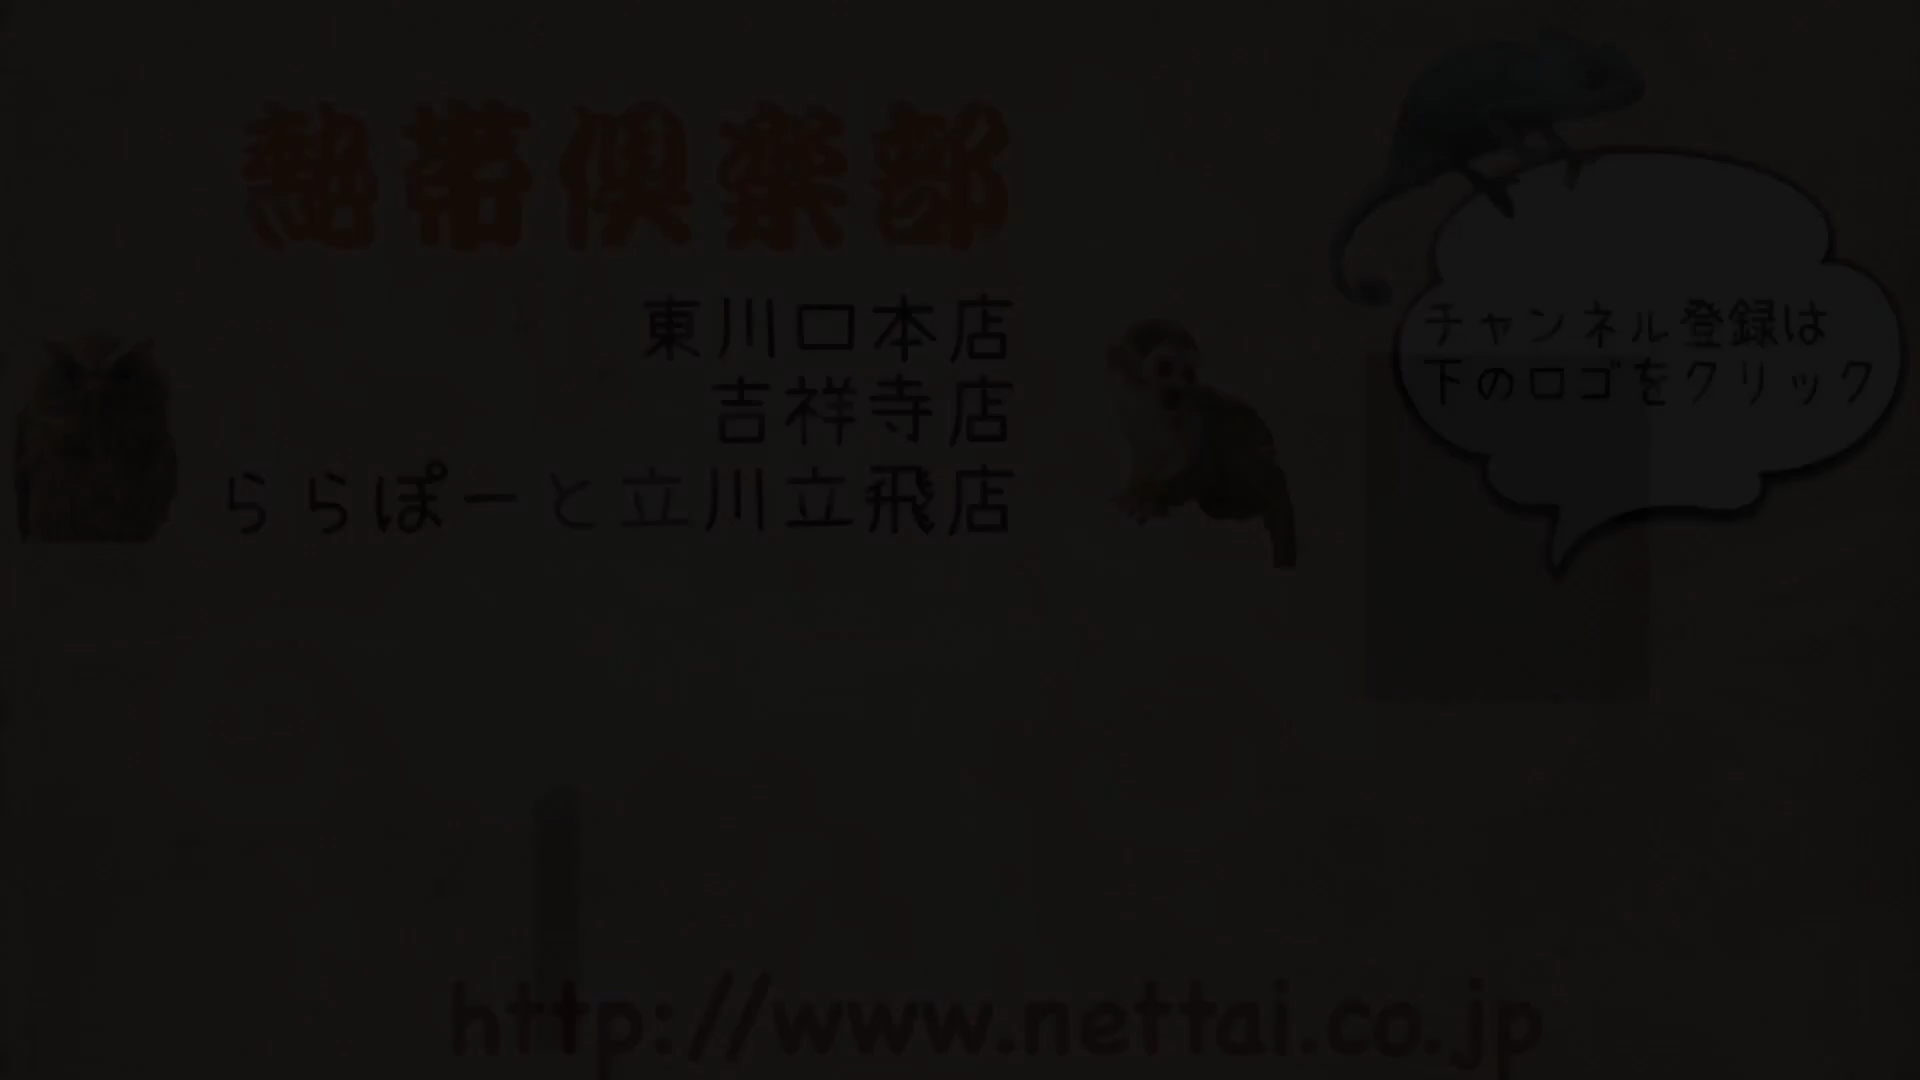 熱帯倶楽部
東川口本店
吉祥寺店
ららぽーと立川立飛店
チャンネル登録は
下のロゴをクリック
http://www.nettai.co.jp